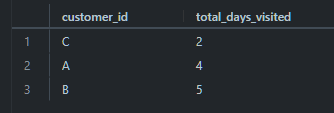 customer_id total_days_visited
1 C 2
2 A 4
3 B 5